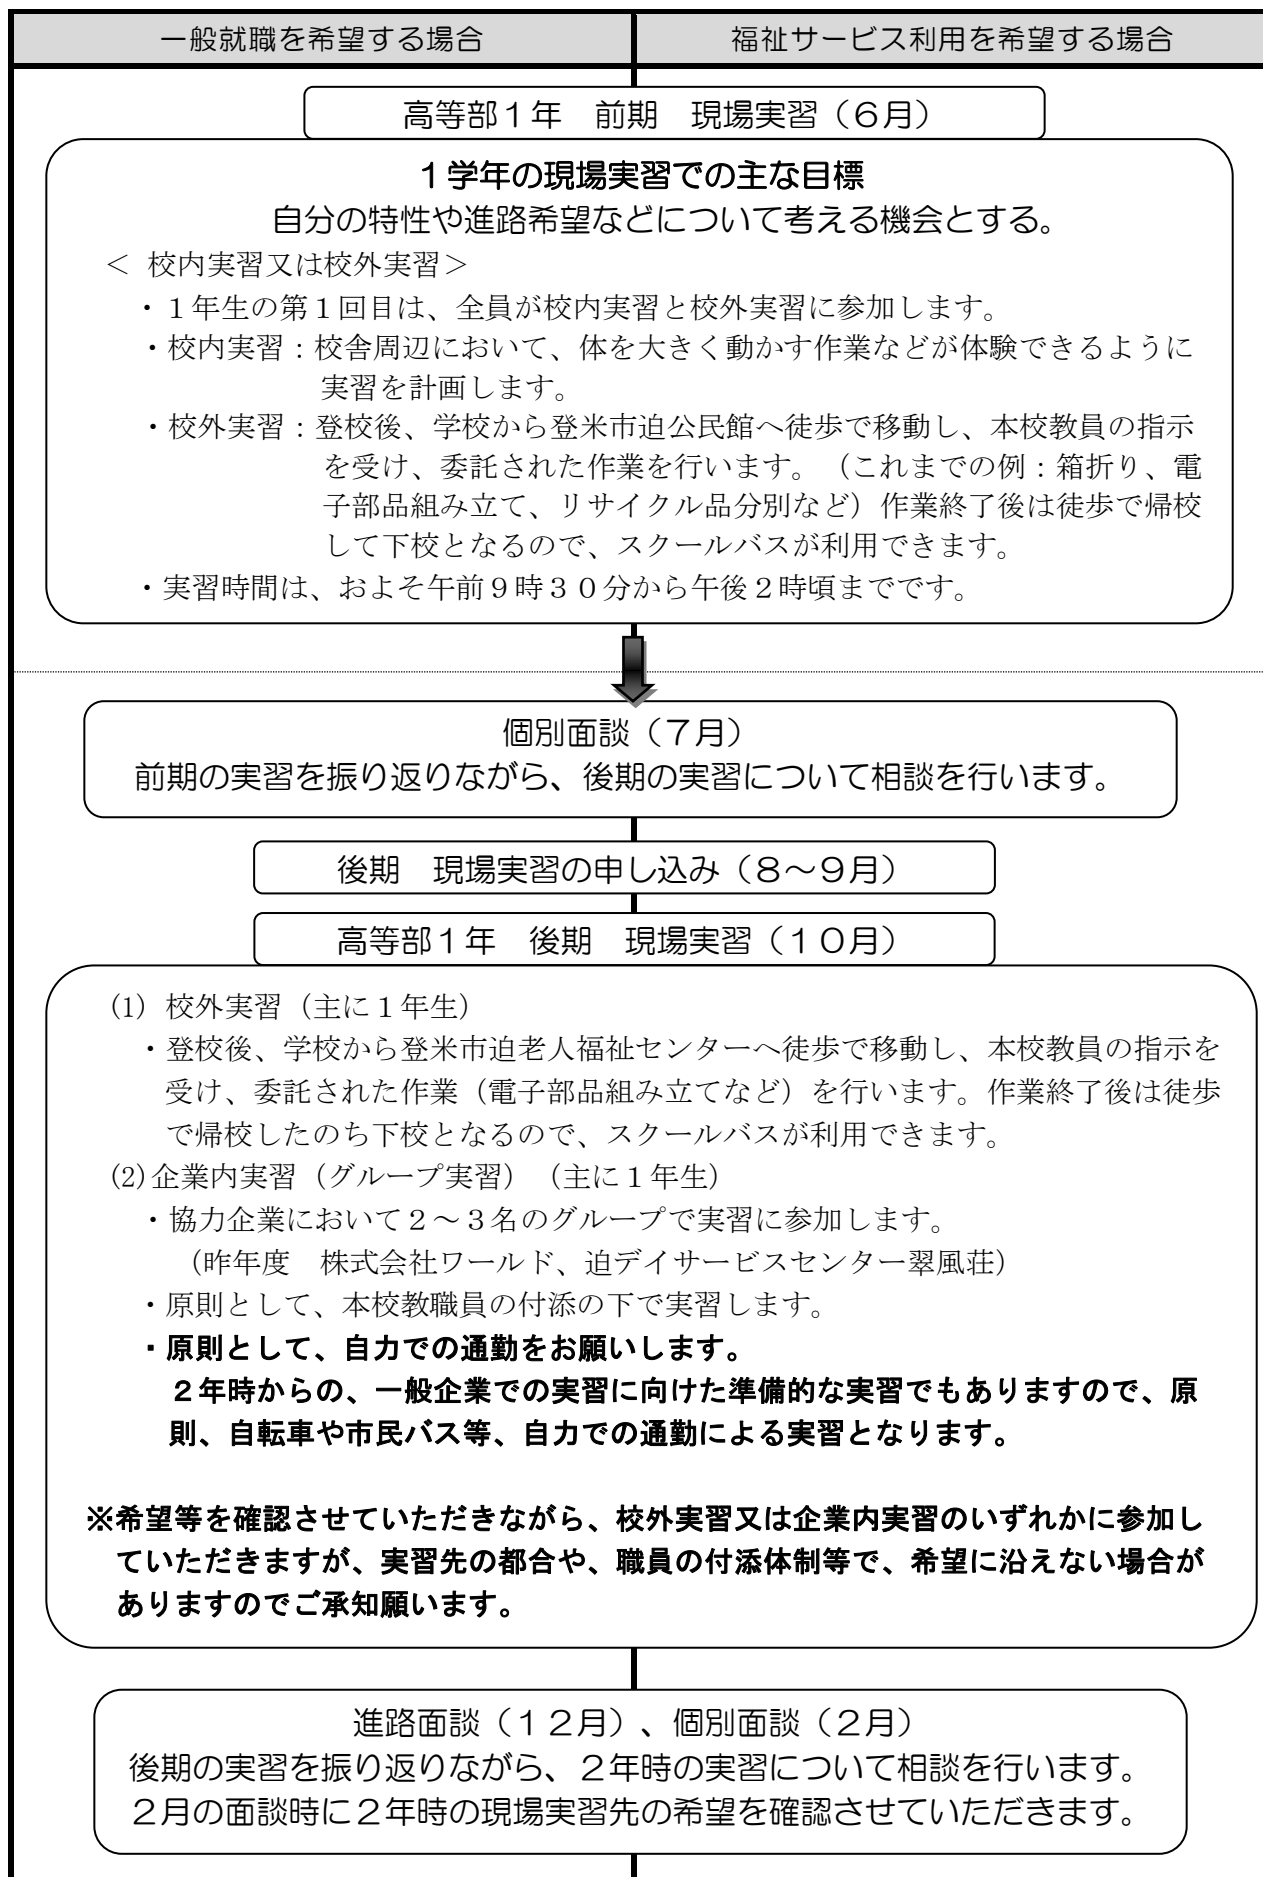 一般就職を希望する場合
福祉サービス利用を希望する場合
高等部１年　前期　現場実習（６月）
１学年の現場実習での主な目標
自分の特性や進路希望などについて考える機会とする。
＜ 校内実習又は校外実習＞
・１年生の第１回目は、全員が校内実習と校外実習に参加します。
・校内実習：校舎周辺において、体を大きく動かす作業などが体験できるように
実習を計画します。
・校外実習：登校後、学校から登米市迫公民館へ徒歩で移動し、本校教員の指示
を受け、委託された作業を行います。（これまでの例：箱折り、電
子部品組み立て、リサイクル品分別など）作業終了後は徒歩で帰校
して下校となるので、スクールバスが利用できます。
・実習時間は、およそ午前９時３０分から午後２時頃までです。
個別面談（７月）
前期の実習を振り返りながら、後期の実習について相談を行います。
後期　現場実習の申し込み（８～９月）
高等部１年　後期　現場実習（１０月）
(1) 校外実習（主に１年生）
・登校後、学校から登米市迫老人福祉センターへ徒歩で移動し、本校教員の指示を
受け、委託された作業（電子部品組み立てなど）を行います。作業終了後は徒歩
で帰校したのち下校となるので、スクールバスが利用できます。
(2)企業内実習（グループ実習）（主に１年生）
・協力企業において２～３名のグループで実習に参加します。
（昨年度　株式会社ワールド、迫デイサービスセンター翠風荘）
・原則として、本校教職員の付添の下で実習します。
・原則として、自力での通勤をお願いします。
２年時からの、一般企業での実習に向けた準備的な実習でもありますので、原
則、自転車や市民バス等、自力での通勤による実習となります。
※希望等を確認させていただきながら、校外実習又は企業内実習のいずれかに参加し
ていただきますが、実習先の都合や、職員の付添体制等で、希望に沿えない場合が
ありますのでご承知願います。
進路面談（１２月）、個別面談（２月）
後期の実習を振り返りながら、２年時の実習について相談を行います。
２月の面談時に２年時の現場実習先の希望を確認させていただきます。